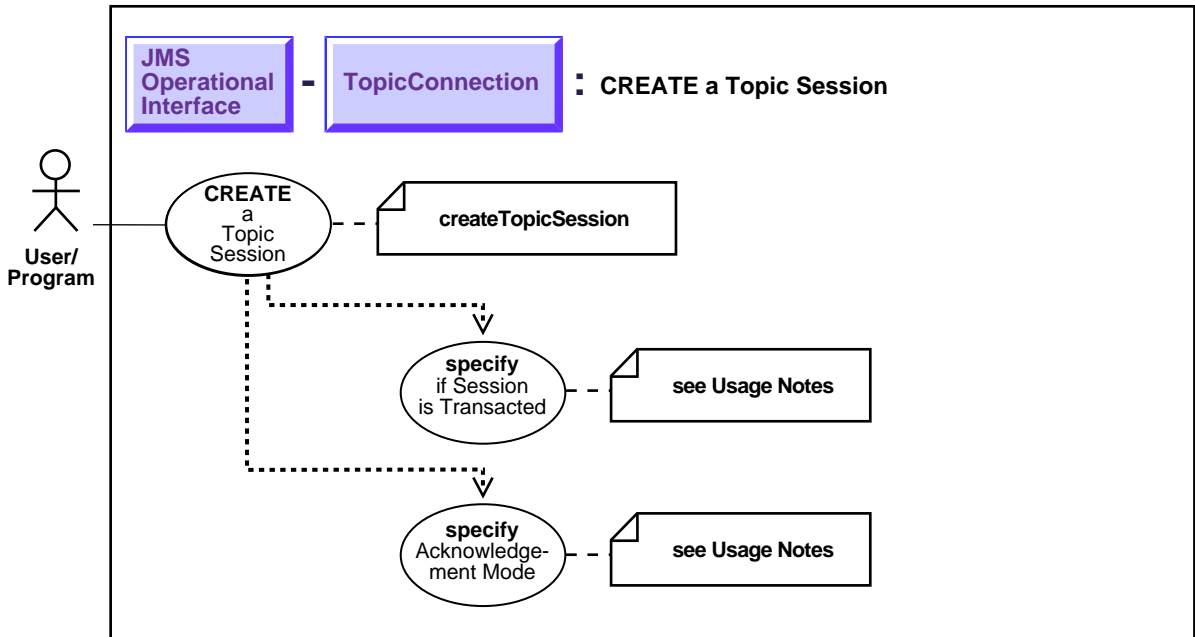 JMS
Operational
Interface
-
TopicConnection
: CREATE a Topic Session
CREATE
a
Topic
Session
createTopicSession
User/
Program
specify
if Session
is Transacted
see Usage Notes
specify
Acknowledge-
ment Mode
see Usage Notes